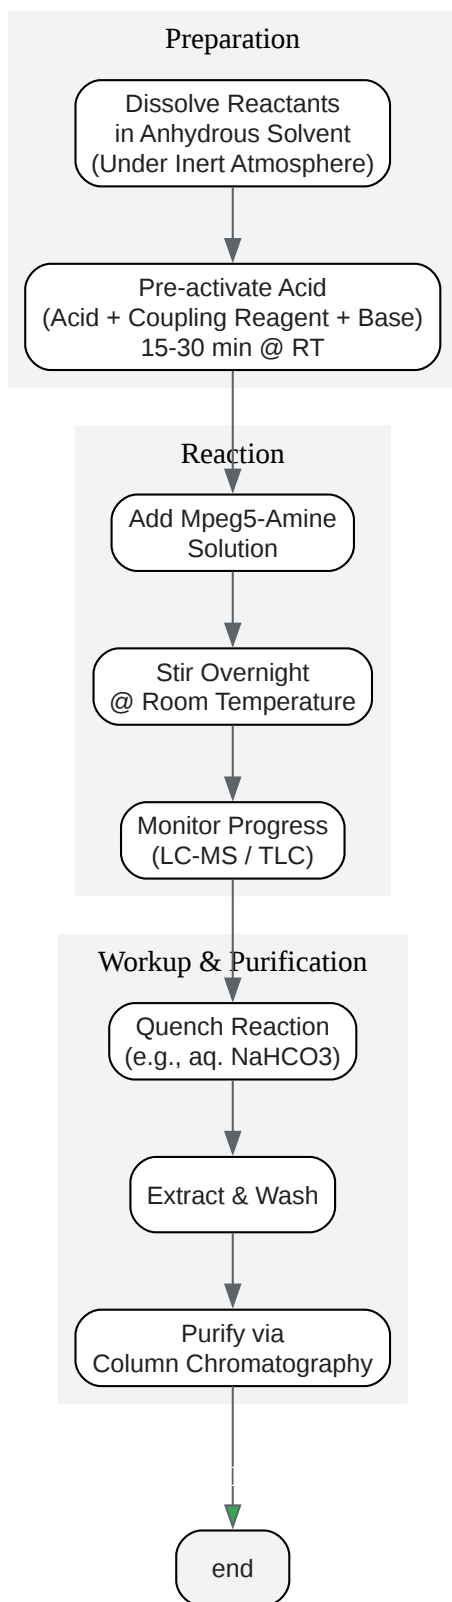 Preparation
Dissolve Reactants
in Anhydrous Solvent
(Under Inert Atmosphere)
Pre-activate Acid
(Acid + Coupling Reagent + Base)
15-30 min @ RT
Reaction
Add Mpeg5-Amine
Solution
Stir Overnight
@ Room Temperature
Monitor Progress
(LC-MS / TLC)
Workup & Purification
Quench Reaction
(e.g., aq. NaHCO3)
Extract & Wash
Purify via
Column Chromatography
end